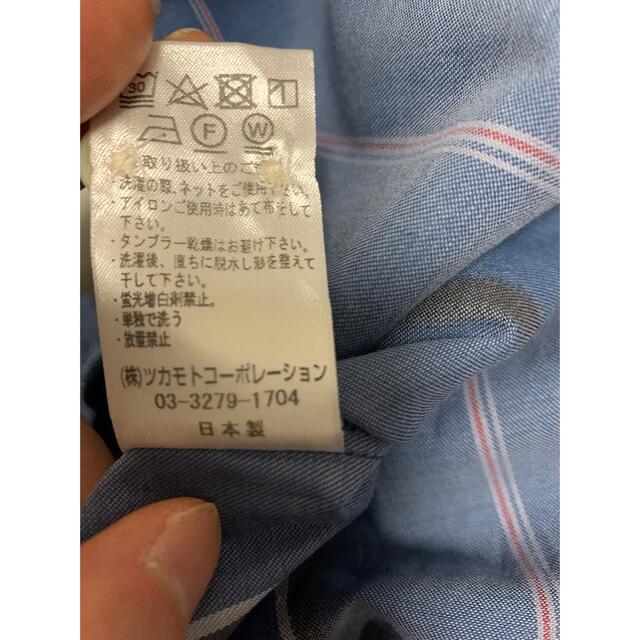 30
F W
取り扱い上のご
・洗濯の際、ネットをご使用下さい。
・アイロンご使用時はあて布をして
下さい。
・タンブラー乾燥はお避け下さい。
・洗濯後、直ちに脱水し形を整えて
干して下さい。
・蛍光増白剤禁止。
・単独で洗う
・放置禁止
(株)ツカモトコーポレーション
03-3279-1704
日本製